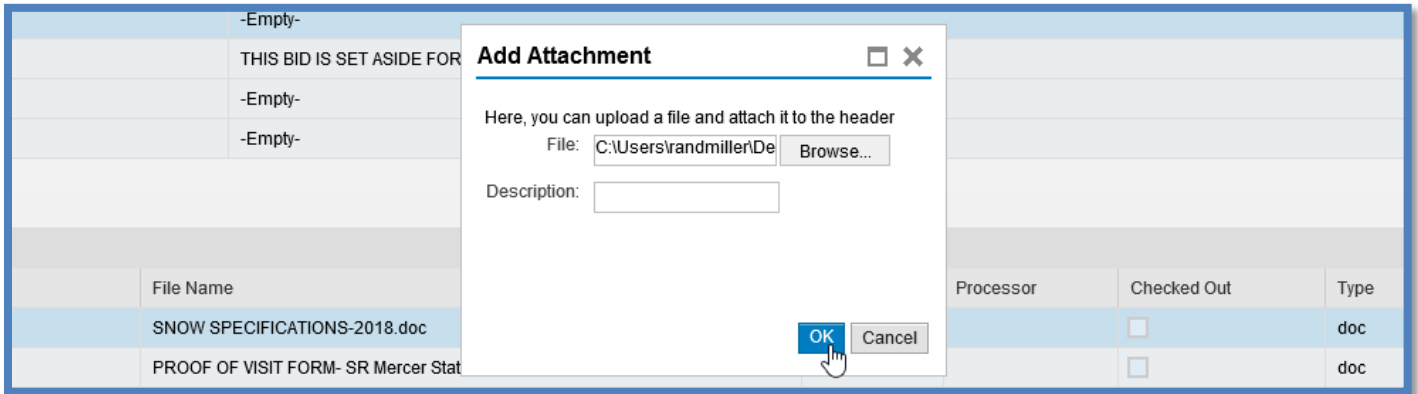 -Empty-
THIS BID IS SET ASIDE FOR
-Empty-
-Empty-
Add Attachment
Here, you can upload a file and attach it to the header
File: C:\Users\randmiller\De Browse...
Description:
OK Cancel
File Name Processor Checked Out Type
SNOW SPECIFICATIONS-2018.doc doc
PROOF OF VISIT FORM- SR Mercer Stat doc